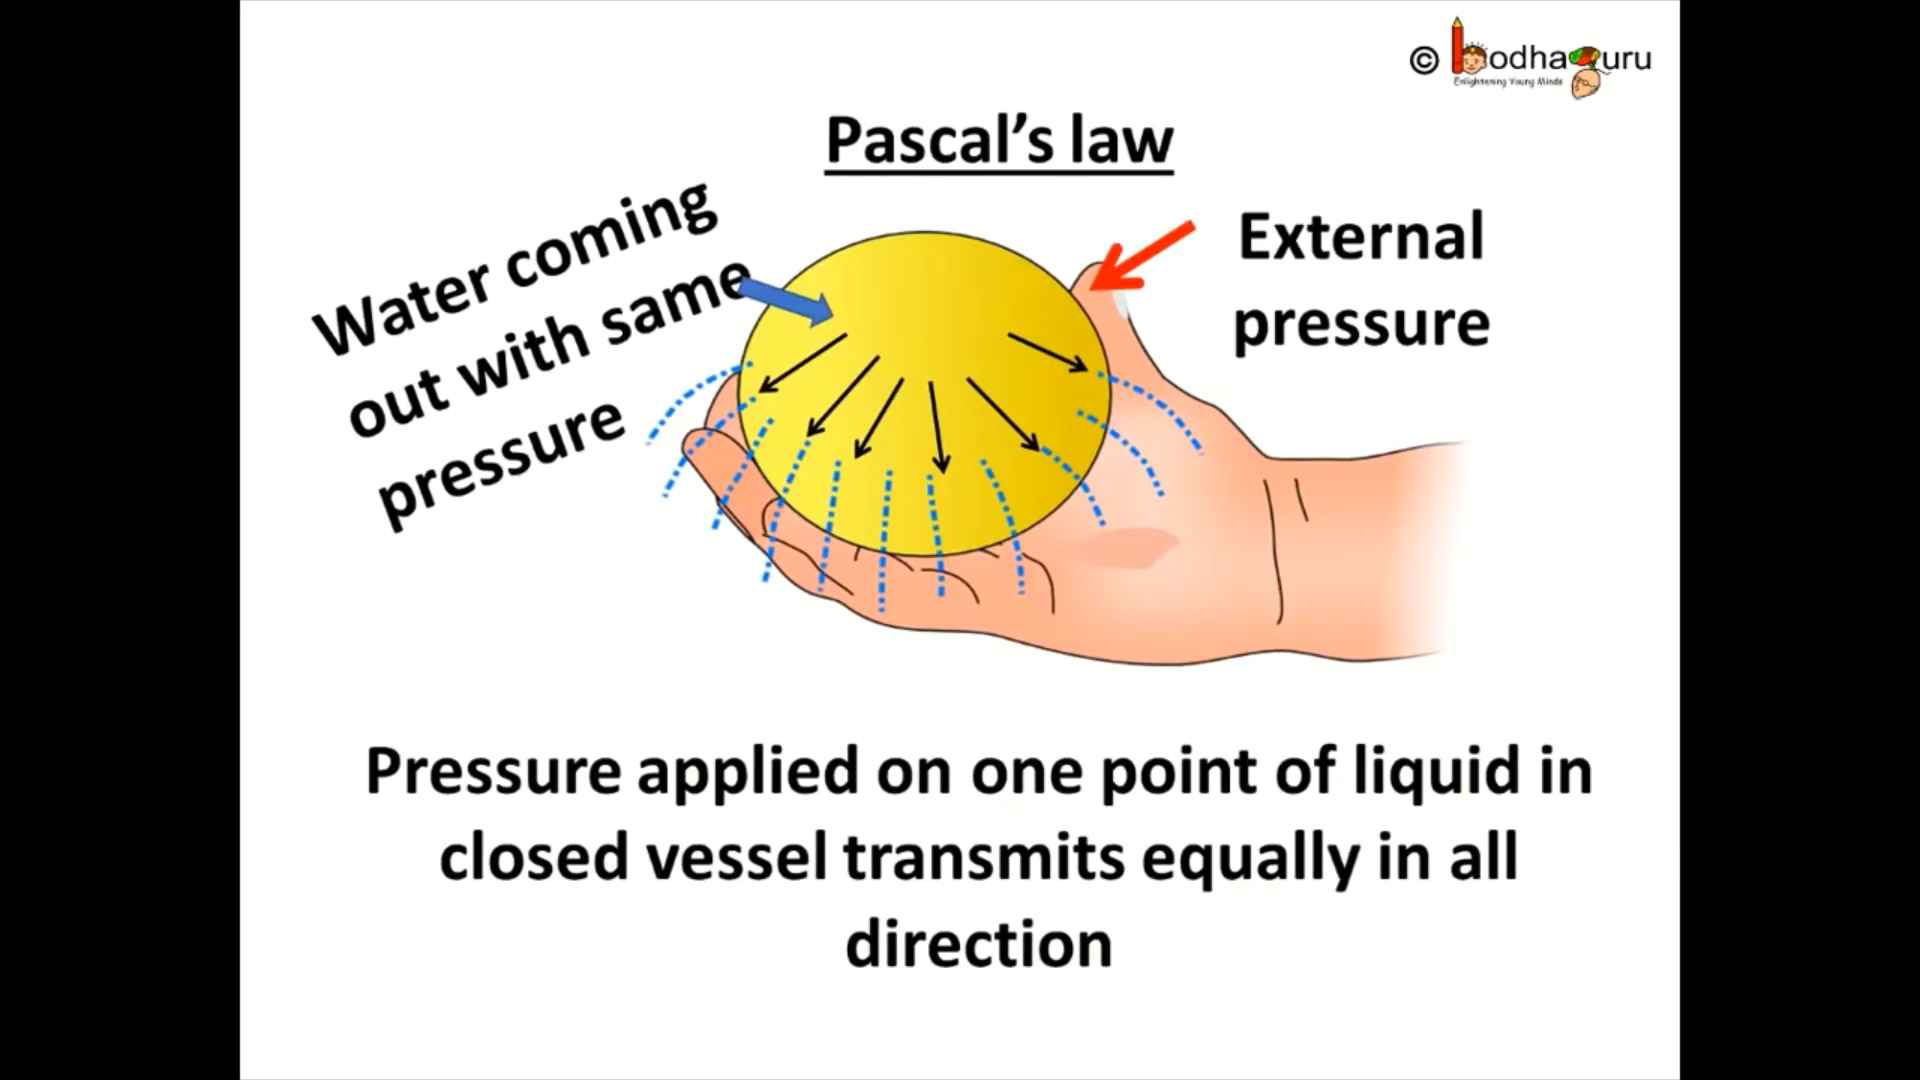 © bodhaguru
Enlightening Young Minds
Pascal’s law
Water coming
out with same
pressure
External
pressure
Pressure applied on one point of liquid in
closed vessel transmits equally in all
direction